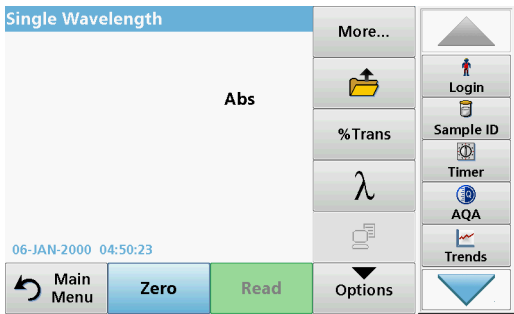 Single Wavelength
Abs
06-JAN-2000 04:50:23
Main
Menu
Zero
Read
More...
%Trans
λ
Options
Login
Sample ID
Timer
AQA
Trends